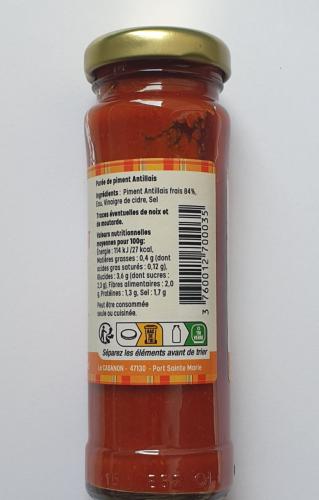 Purée de piment Antillais
Ingrédients : Piment Antillais frais 84%,
Eau, Vinaigre de cidre, Sel
Traces éventuelles de noix et
de moutarde.
Valeurs nutritionnelles
moyennes pour 100g:
Énergie : 114 kJ /27 kcal,
Matières grasses : 0,4 g (dont
acides gras saturés : 0,12 g),
Glucides : 3,6 g (dont sucres :
g), Fibres alimentaires : 2,0
g, Protéines : 1,3 g, Sel : 1,7 g
Peut être consommée
seule ou cuisinée.
3 760012 700035
Séparez les éléments avant de trier
Le CABANON - 47130 - Port Sainte Marie